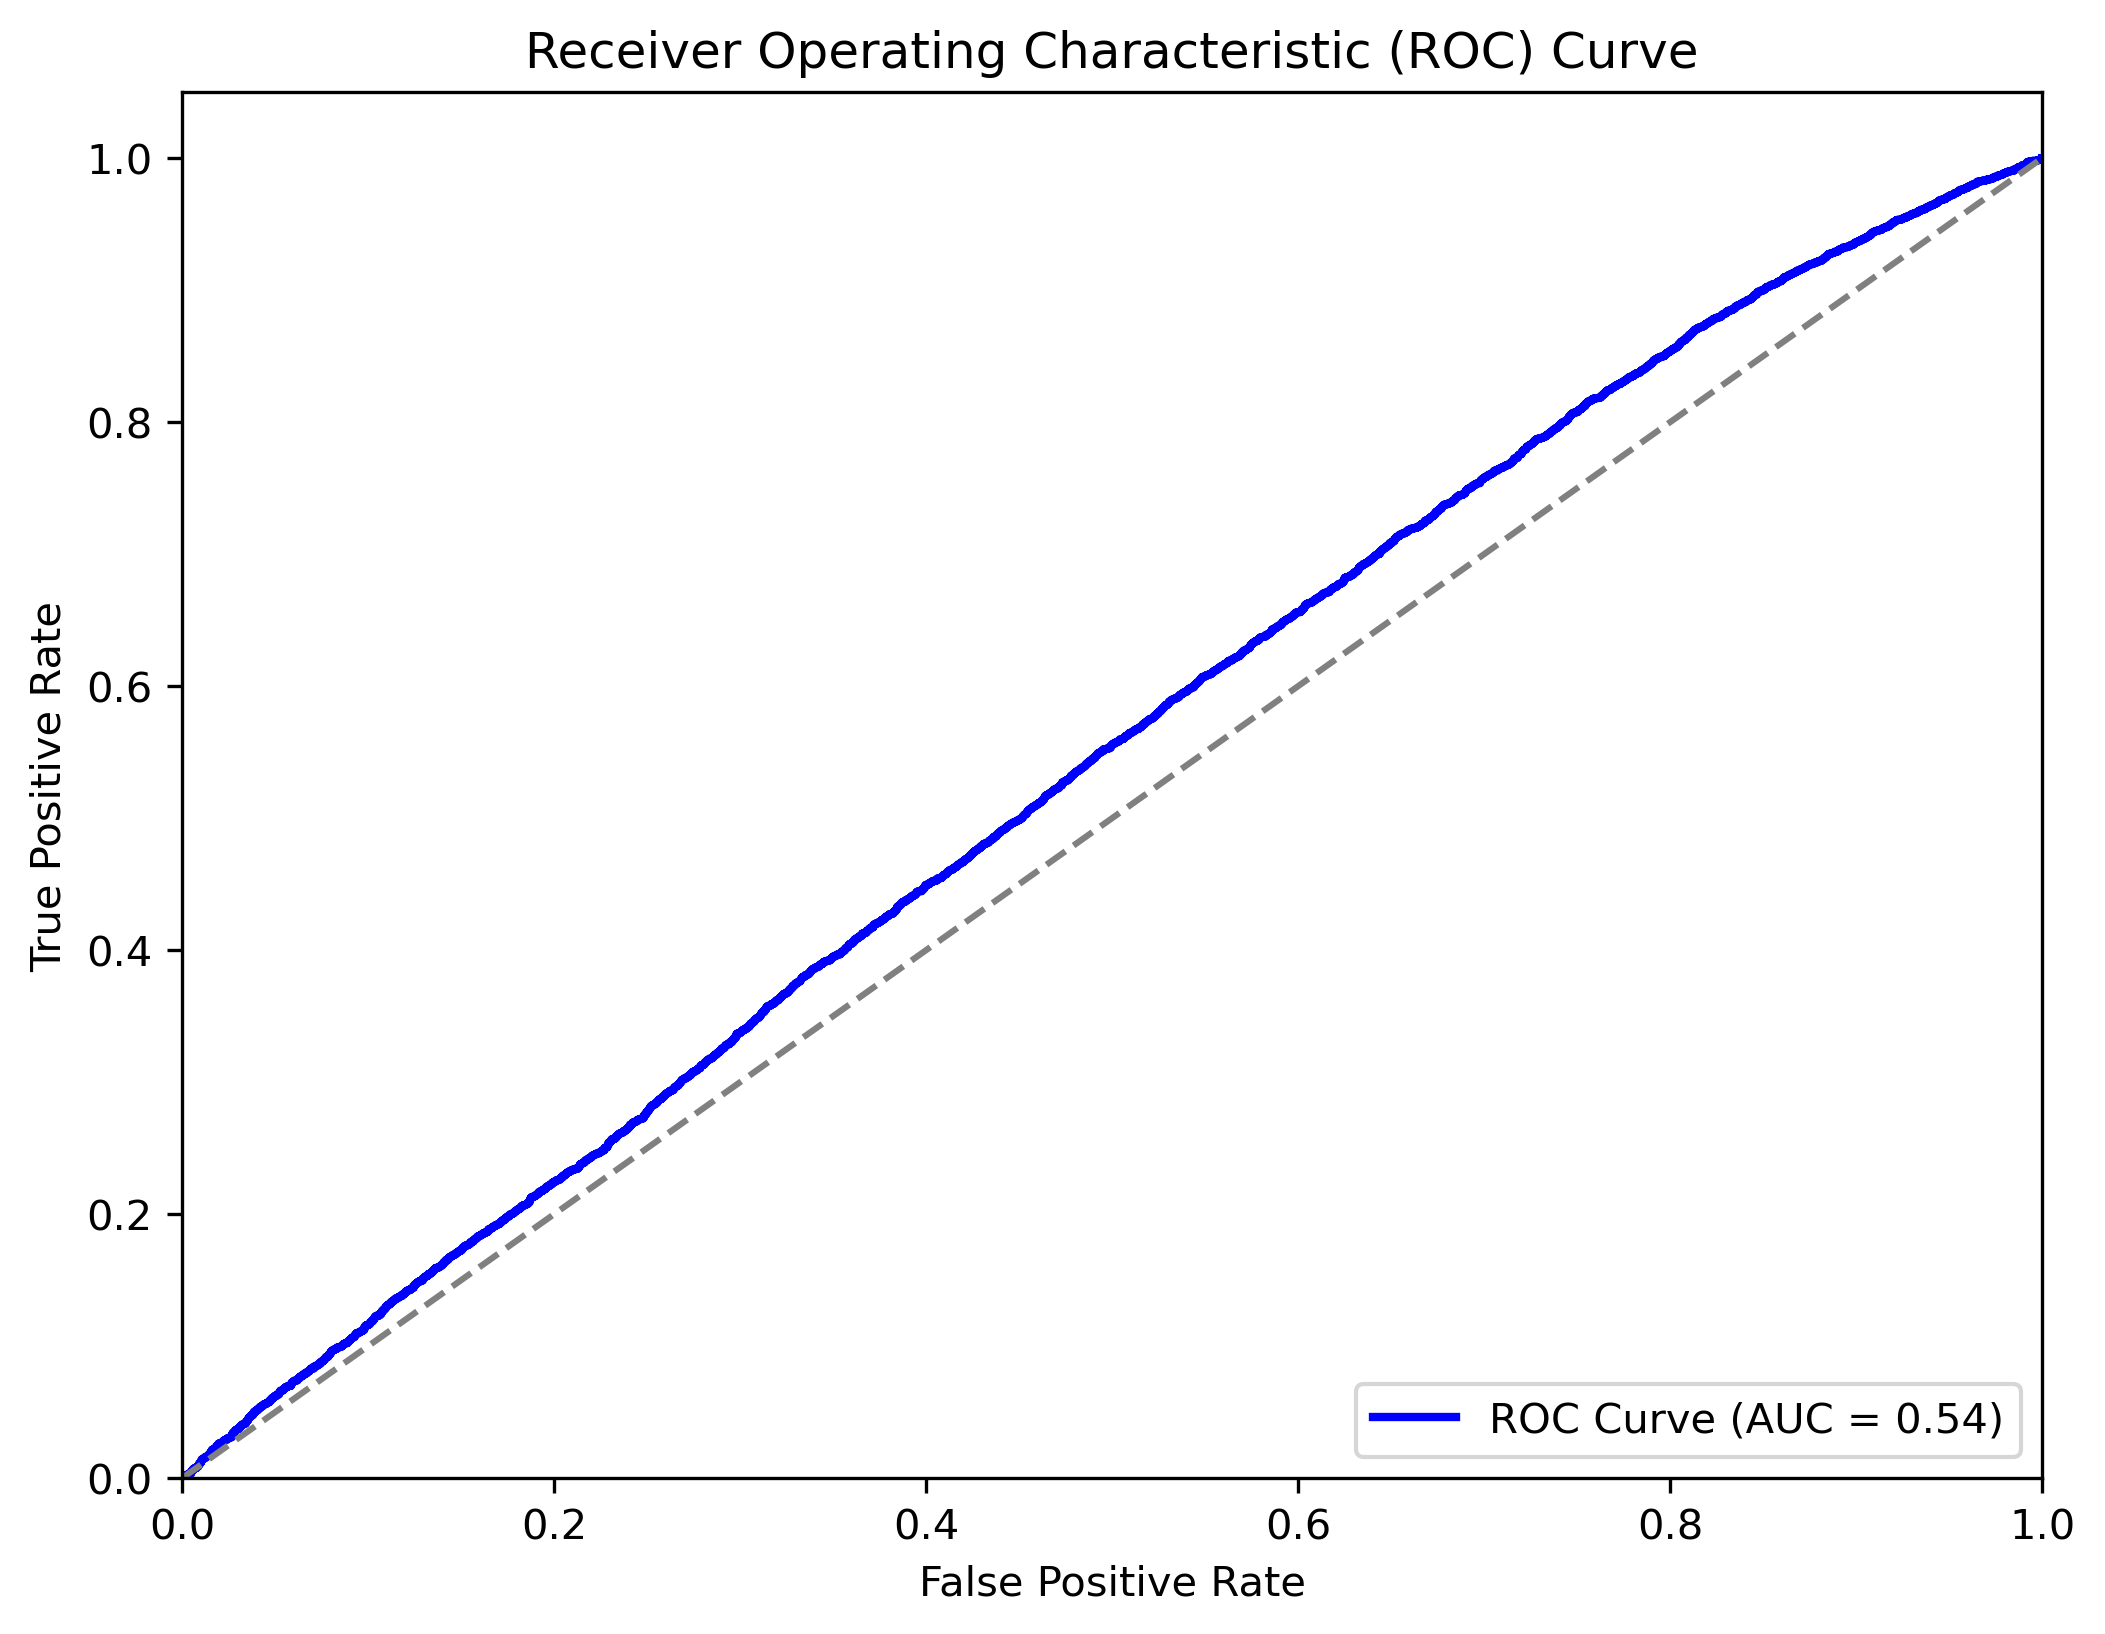 Receiver Operating Characteristic (ROC) Curve
1.0
0.8
0.6
0.4
0.2
0.0
True Positive Rate
ROC Curve (AUC = 0.54)
0.0 0.2 0.4 0.6 0.8 1.0
False Positive Rate